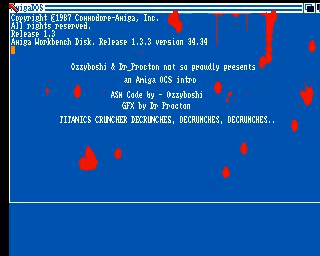 AmigaDOS
Copyright ©1987 Commodore-Amiga, Inc.
All rights reserved.
Release 1.3
Amiga Workbench Disk. Release 1.3.3 version 34.34
Ozzyboshi & Dr_Procton not so proudly presents
an Amiga OCS intro
ASM Code by - Ozzyboshi
GFX by Dr Procton
TITANICS CRUNCHER DECRUNCHES, DECRUNCHES, DECRUNCHES..